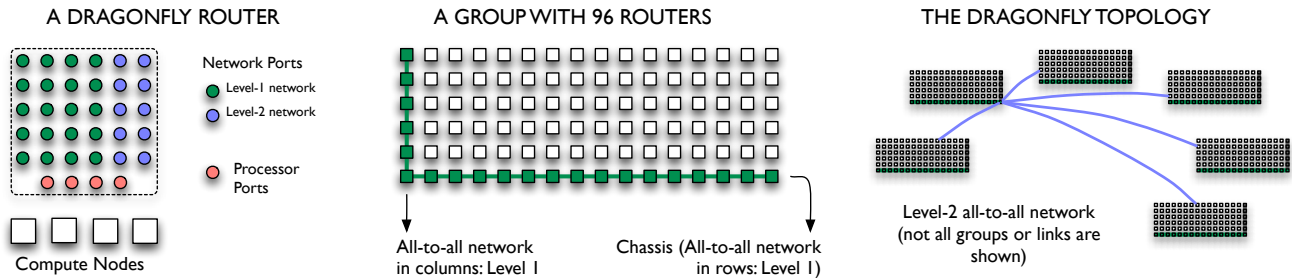 A DRAGONFLY ROUTER
Network Ports
Level-1 network
Level-2 network
Processor
Ports
Compute Nodes
A GROUP WITH 96 ROUTERS
All-to-all network
in columns: Level 1
Chassis (All-to-all network
in rows: Level 1)
THE DRAGONFLY TOPOLOGY
Level-2 all-to-all network
(not all groups or links are
shown)